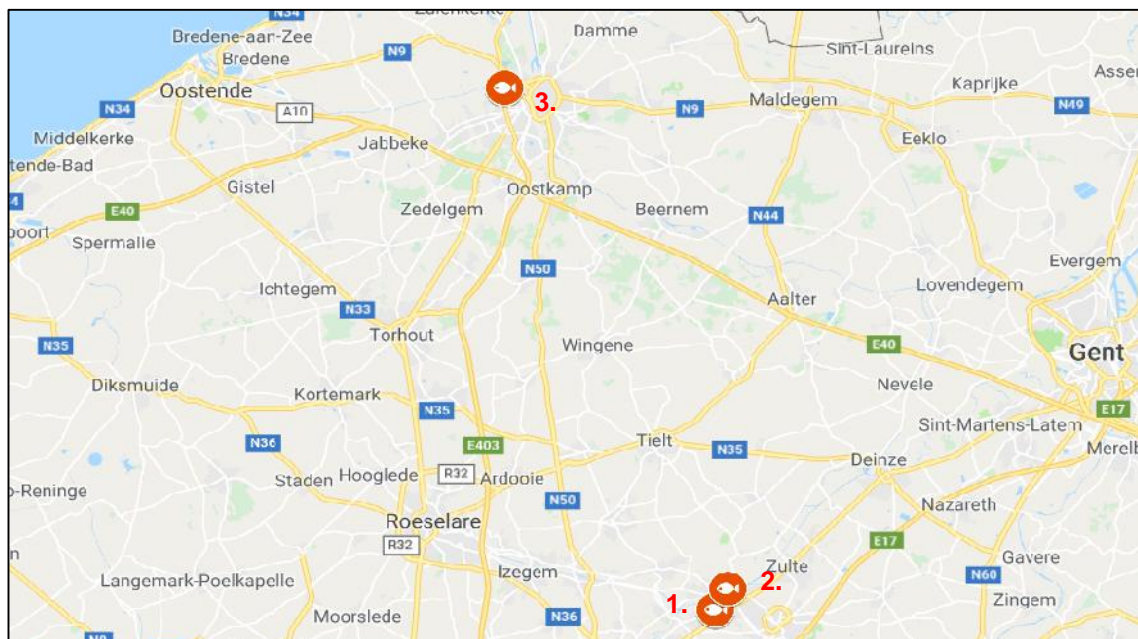 N34
Zuienkerke
Damme
Bredene-aan-Zee
Bredene
N9
Sint-Laureins
Kaprijke
Oostende
A10
3.
N9
Maldegem
N49
N34
Middelkerke
Jabbeke
Eeklo
tende-Bad
Gistel
Oostkamp
E40
Zedelgem
Beernem
N44
Spermalie
N50
Evergem
Ichtegem
Lovendegem
N33
Aalter
Torhout
N35
Wingene
E40
Gent
Diksmuide
Kortemark
N35
Nevele
E17
N36
Sint-Martens-Latem
E403
Tielt
N35
Merelb
Hooglede
R32
Deinze
o-Reninge
Staden
Ardooie
N50
Nazareth
Roeselare
R32
E17
Gavere
Izegem
Zulte
2.
Langemark-Poelkapelle
N60
Zingem
1.
Moorslede
N36